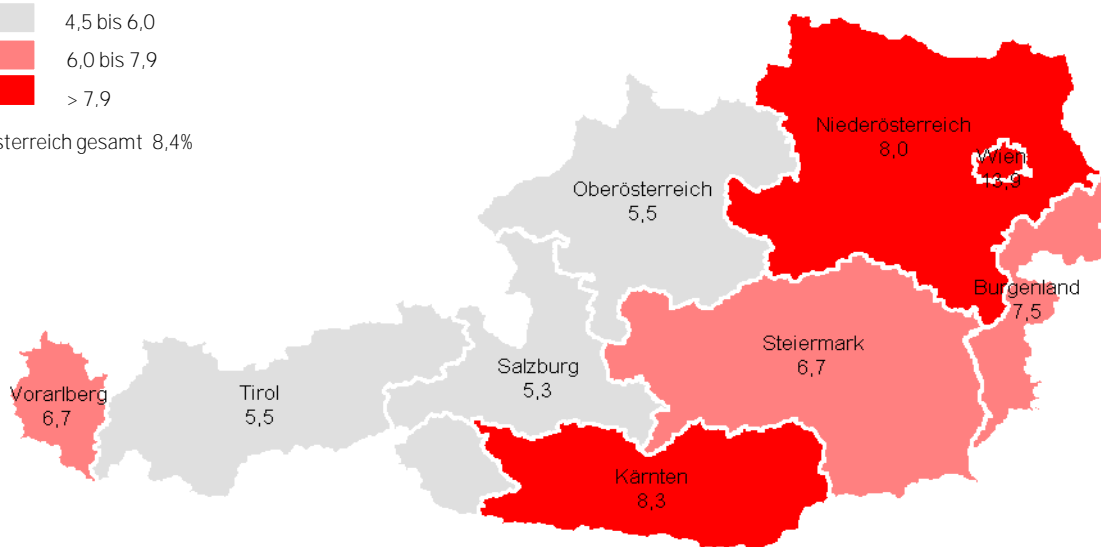 4,5 bis 6,0
6,0 bis 7,9
> 7,9
sterreich gesamt 8,4%
Niederösterreich
8,0
Wien
13,9
Oberösterreich
5,5
Burgenland
7,5
Steiermark
6,7
Salzburg
5,3
Tirol
5,5
Vorarlberg
6,7
Kärnten
8,3